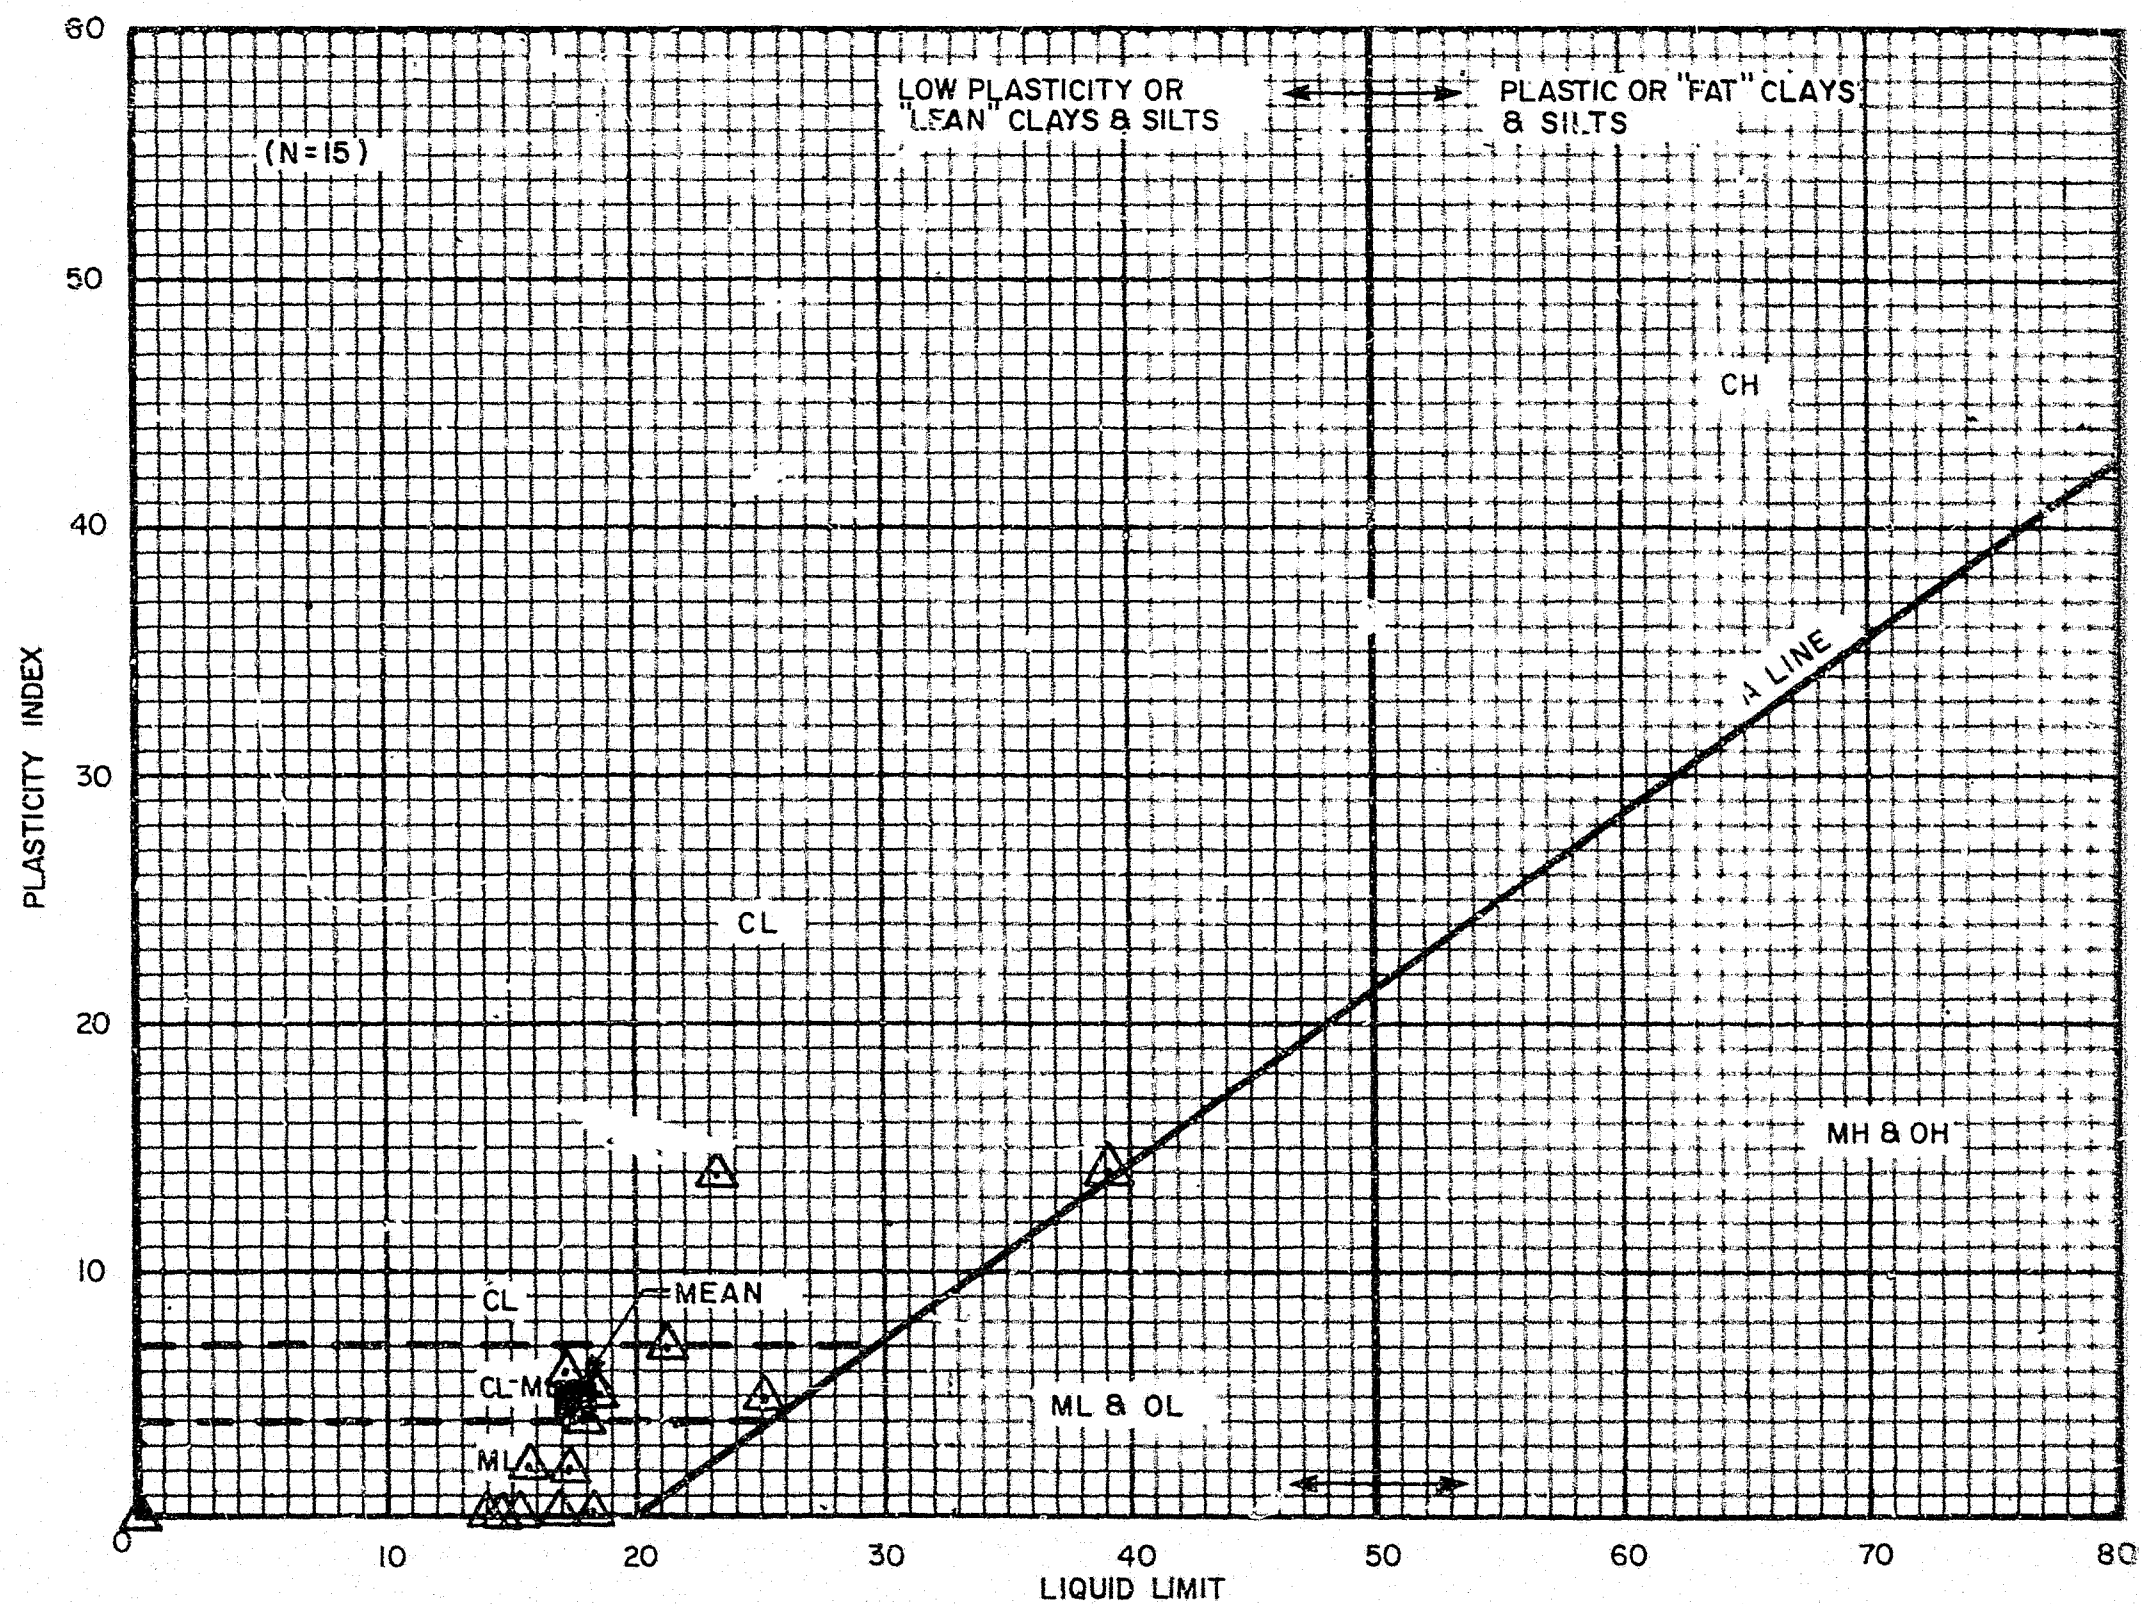 60
LOW PLASTICITY OR
"LEAN" CLAYS & SILTS
PLASTIC OR "FAT" CLAYS
& SILTS
(N=15)
50
CH
40
A LINE
PLASTICITY INDEX
30
CL
20
MH & OH
10
CL
MEAN
CL-ML
ML & OL
ML
0
10
20
30
40
50
60
70
80
LIQUID LIMIT